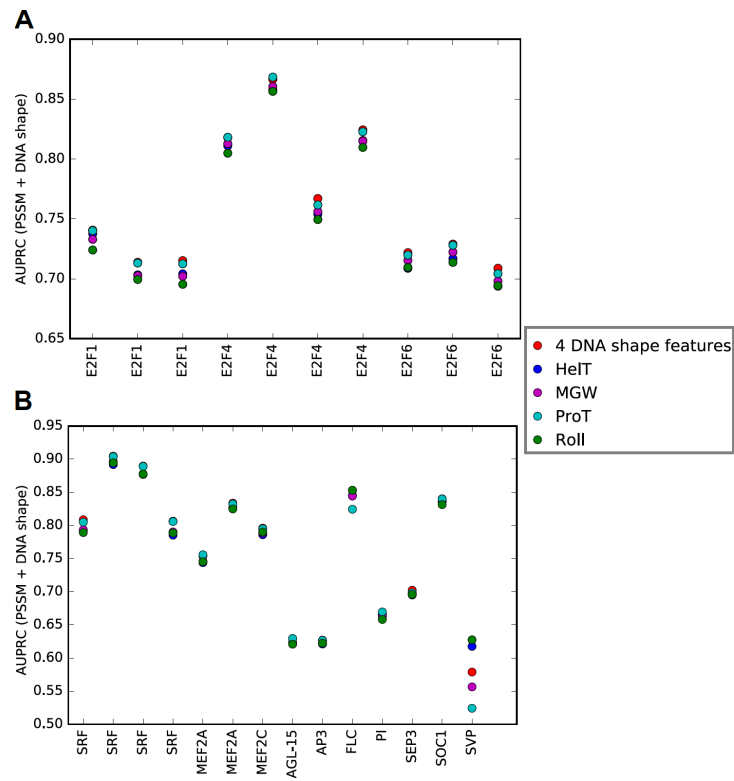 A
0.90
0.85
0.80
0.75
0.70
0.65
AUPRC (PSSM + DNA shape)
E2F1
E2F1
E2F1
E2F4
E2F4
E2F4
E2F4
E2F6
E2F6
E2F6
4 DNA shape features
HelT
MGW
ProT
Roll
B
0.95
0.90
0.85
0.80
0.75
0.70
0.65
0.60
0.55
0.50
AUPRC (PSSM + DNA shape)
SRF
SRF
SRF
SRF
MEF2A
MEF2A
MEF2C
AGL-15
AP3
FLC
PI
SEP3
SOC1
SVP